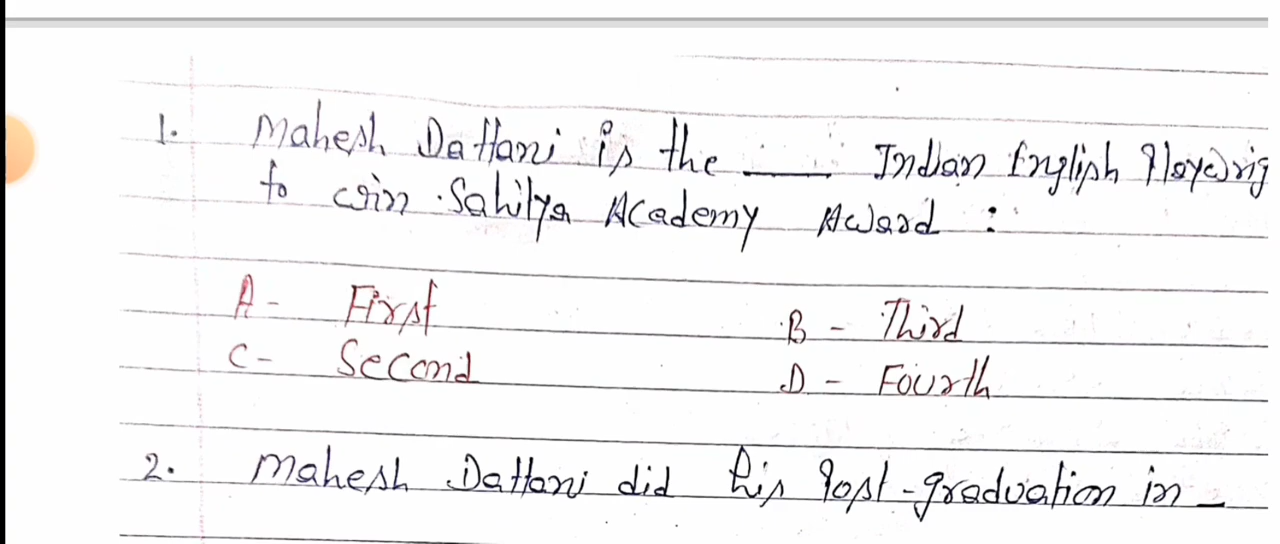 1. Mahesh Dattani is the ___ Indian English Playwrig
to win Sahitya Academy Award :
A - First B - Third
C - Second D - Fourth
2. Mahesh Dattani did his Post-graduation in -